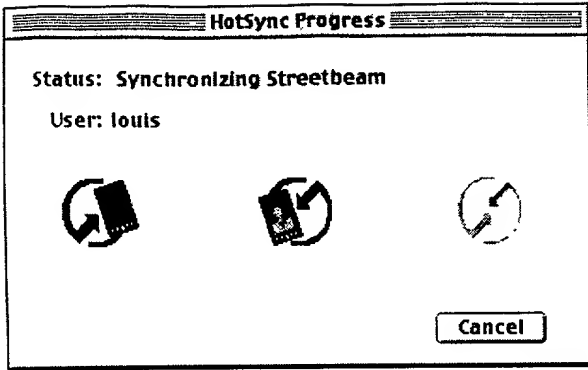 HotSync Progress
Status: Synchronizing Streetbeam
User: louis
Cancel